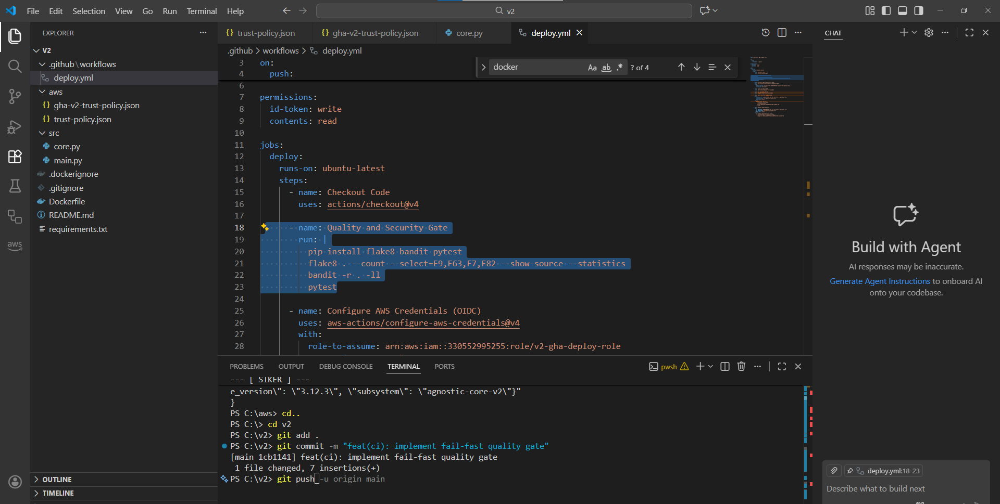 File Edit Selection View Go Run Terminal Help
v2
EXPLORER
V2
.github\workflows
deploy.yml
aws
gha-v2-trust-policy.json
trust-policy.json
src
core.py
main.py
.dockerignore
.gitignore
Dockerfile
README.md
requirements.txt
OUTLINE
TIMELINE
aws
trust-policy.json gha-v2-trust-policy.json core.py deploy.yml
.github > workflows > deploy.yml
docker Aa ab .* ? of 4
3 on:
4 push:
6
7 permissions:
8 id-token: write
9 contents: read
10
11 jobs:
12 deploy:
13 runs-on: ubuntu-latest
14 steps:
15 - name: Checkout Code
16 uses: actions/checkout@v4
17
18 - name: Quality and Security Gate
19 run: |
20 pip install flake8 bandit pytest
21 flake8 . --count --select=E9,F63,F7,F82 --show-source --statistics
22 bandit -r . -ll
23 pytest
24
25 - name: Configure AWS Credentials (OIDC)
26 uses: aws-actions/configure-aws-credentials@v4
27 with:
28 role-to-assume: arn:aws:iam::330552995255:role/v2-gha-deploy-role
PROBLEMS OUTPUT DEBUG CONSOLE TERMINAL PORTS
pwsh
--- [ SIKER ] ---
e_version\": \"3.12.3\", \"subsystem\": \"agnostic-core-v2\"}"
}
PS C:\aws> cd..
PS C:\> cd v2
PS C:\v2> git add .
PS C:\v2> git commit -m "feat(ci): implement fail-fast quality gate"
[main 1cb1141] feat(ci): implement fail-fast quality gate
1 file changed, 7 insertions(+)
PS C:\v2> git push -u origin main
CHAT
Build with Agent
AI responses may be inaccurate.
Generate Agent Instructions to onboard AI
onto your codebase.
deploy.yml:18-23
Describe what to build next